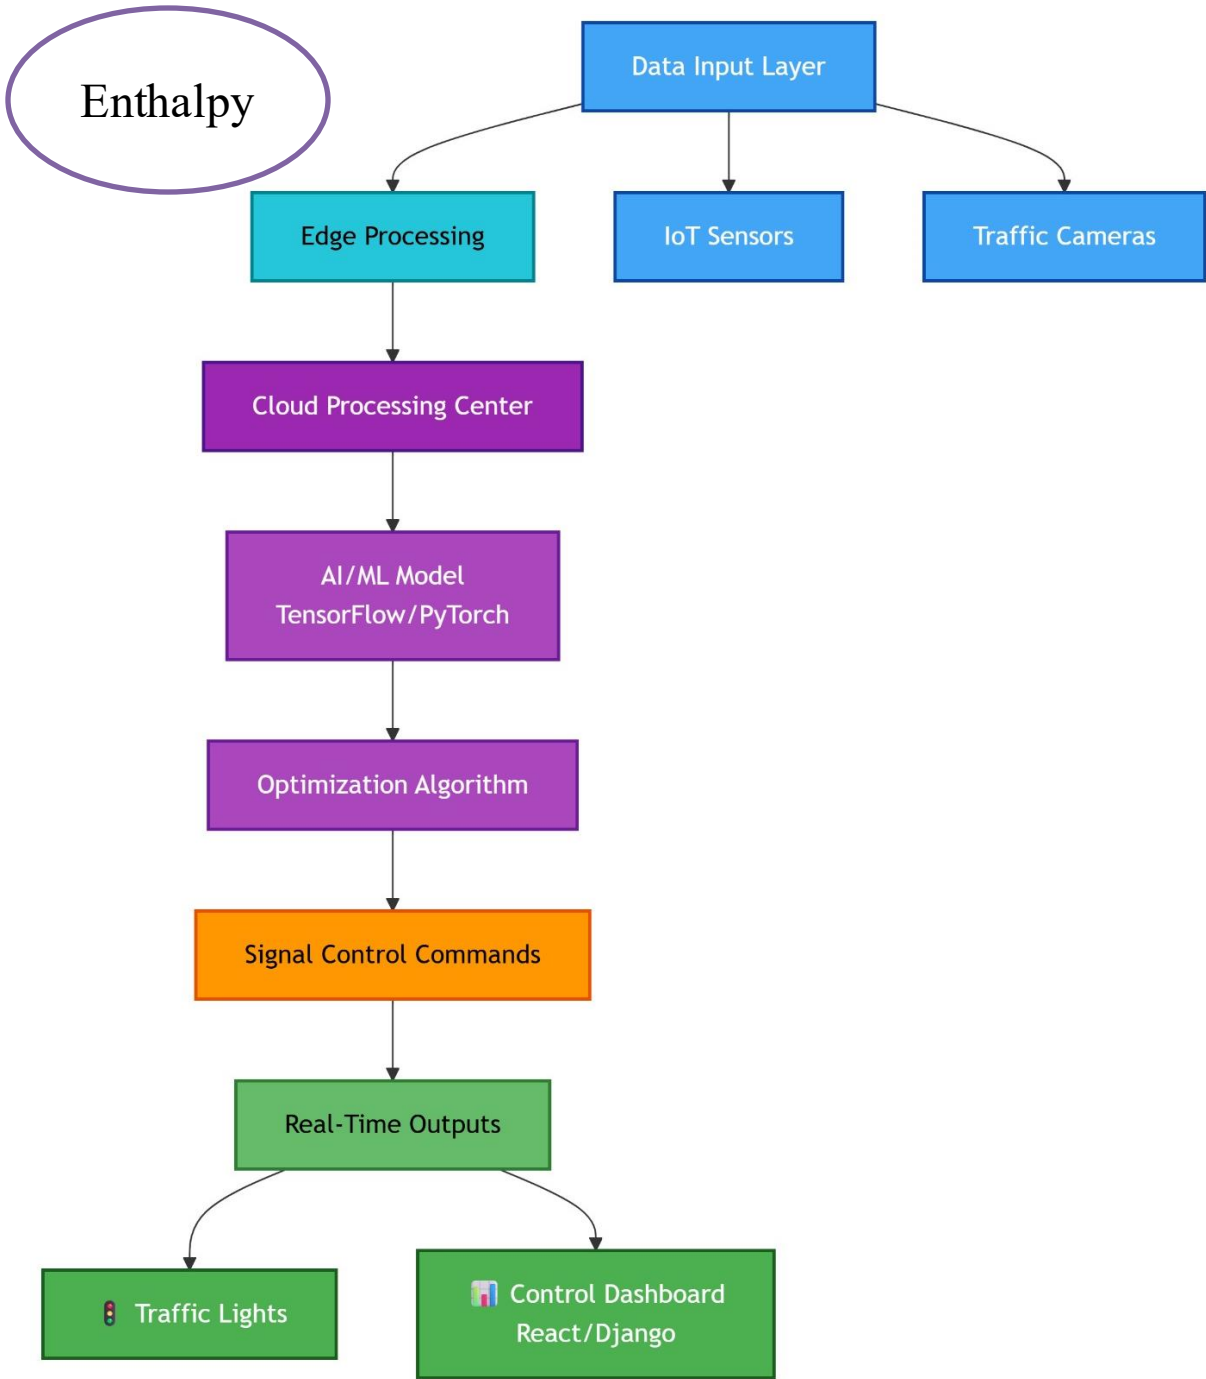 Enthalpy
Data Input Layer
Edge Processing
IoT Sensors
Traffic Cameras
Cloud Processing Center
AI/ML Model
TensorFlow/PyTorch
Optimization Algorithm
Signal Control Commands
Real-Time Outputs
🚦 Traffic Lights
📊 Control Dashboard
React/Django